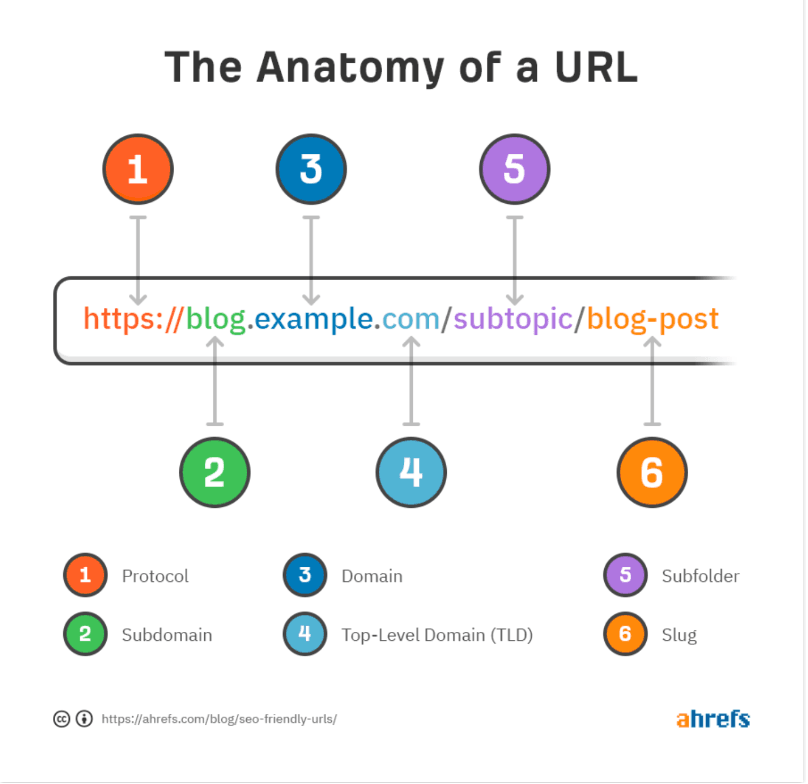 The Anatomy of a URL
1 3 5
https://blog.example.com/subtopic/blog-post
2 4 6
1 Protocol 3 Domain 5 Subfolder
2 Subdomain 4 Top-Level Domain (TLD) 6 Slug
cc https://ahrefs.com/blog/seo-friendly-urls/ ahrefs